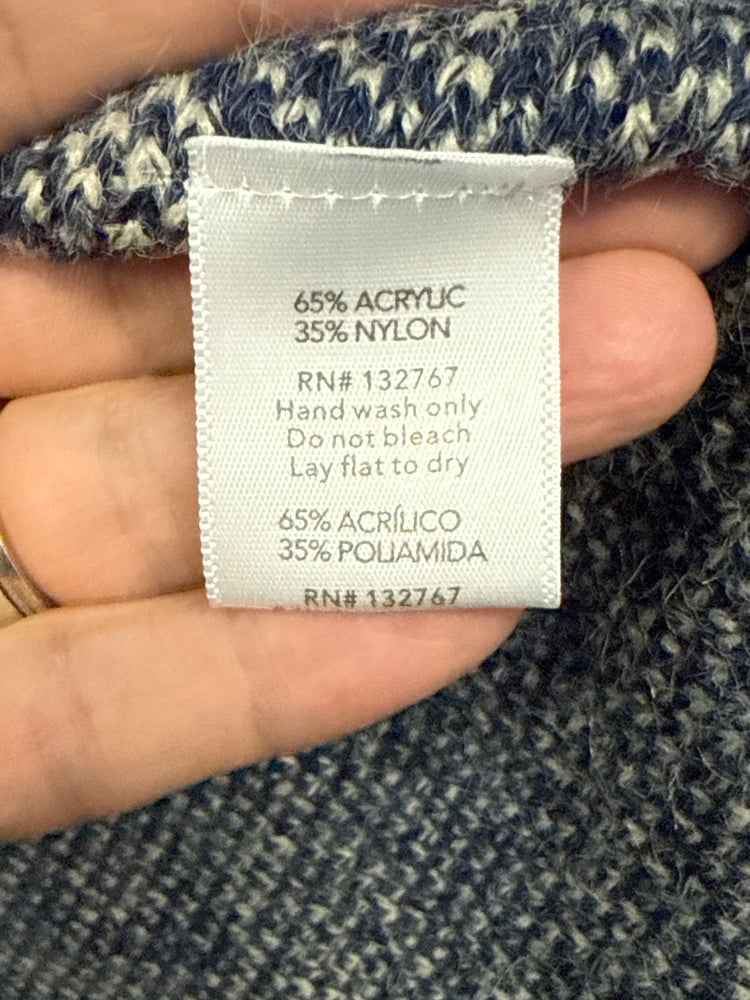 65% ACRYLIC
35% NYLON
RN# 132767
Hand wash only
Do not bleach
Lay flat to dry
65% ACRÍLICO
35% POLIAMIDA
RN# 132767